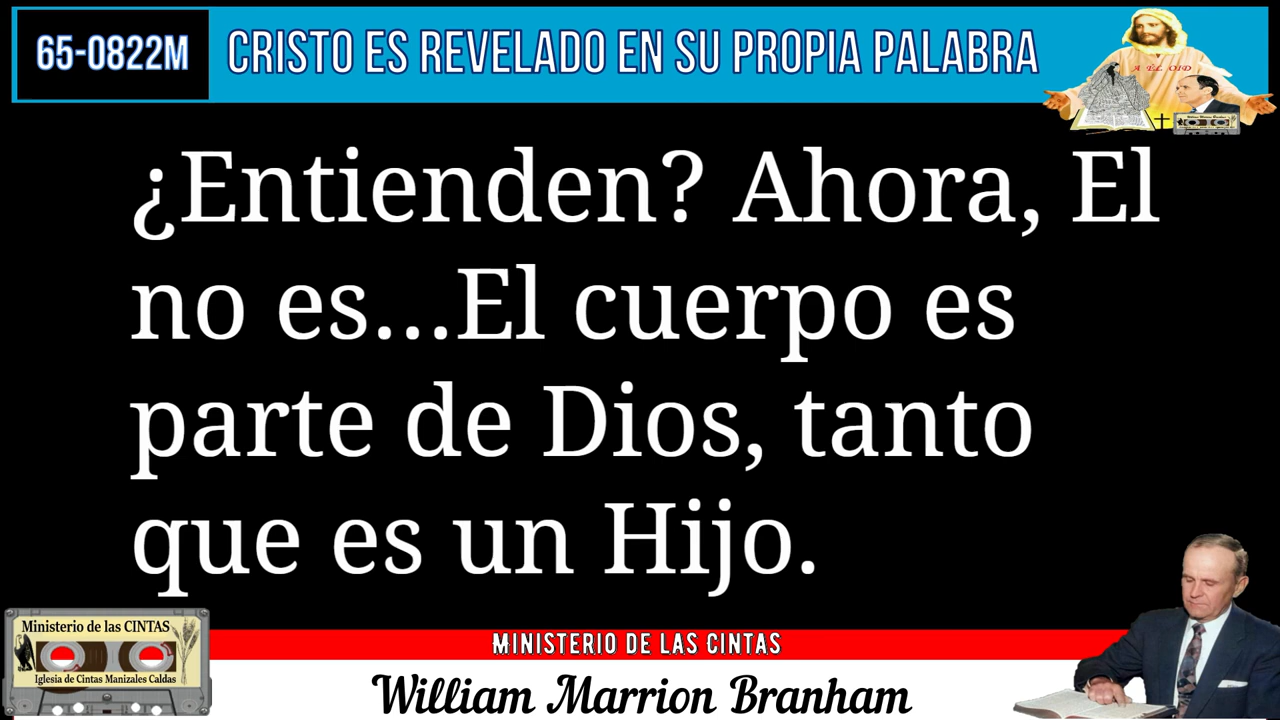 65-0822M
CRISTO ES REVELADO EN SU PROPIA PALABRA
A ÉL OID
¿Entienden? Ahora, El
no es...El cuerpo es
parte de Dios, tanto
que es un Hijo.
Ministerio de las CINTAS
Iglesia de Cintas Manizales Caldas
MINISTERIO DE LAS CINTAS
William Marrion Branham